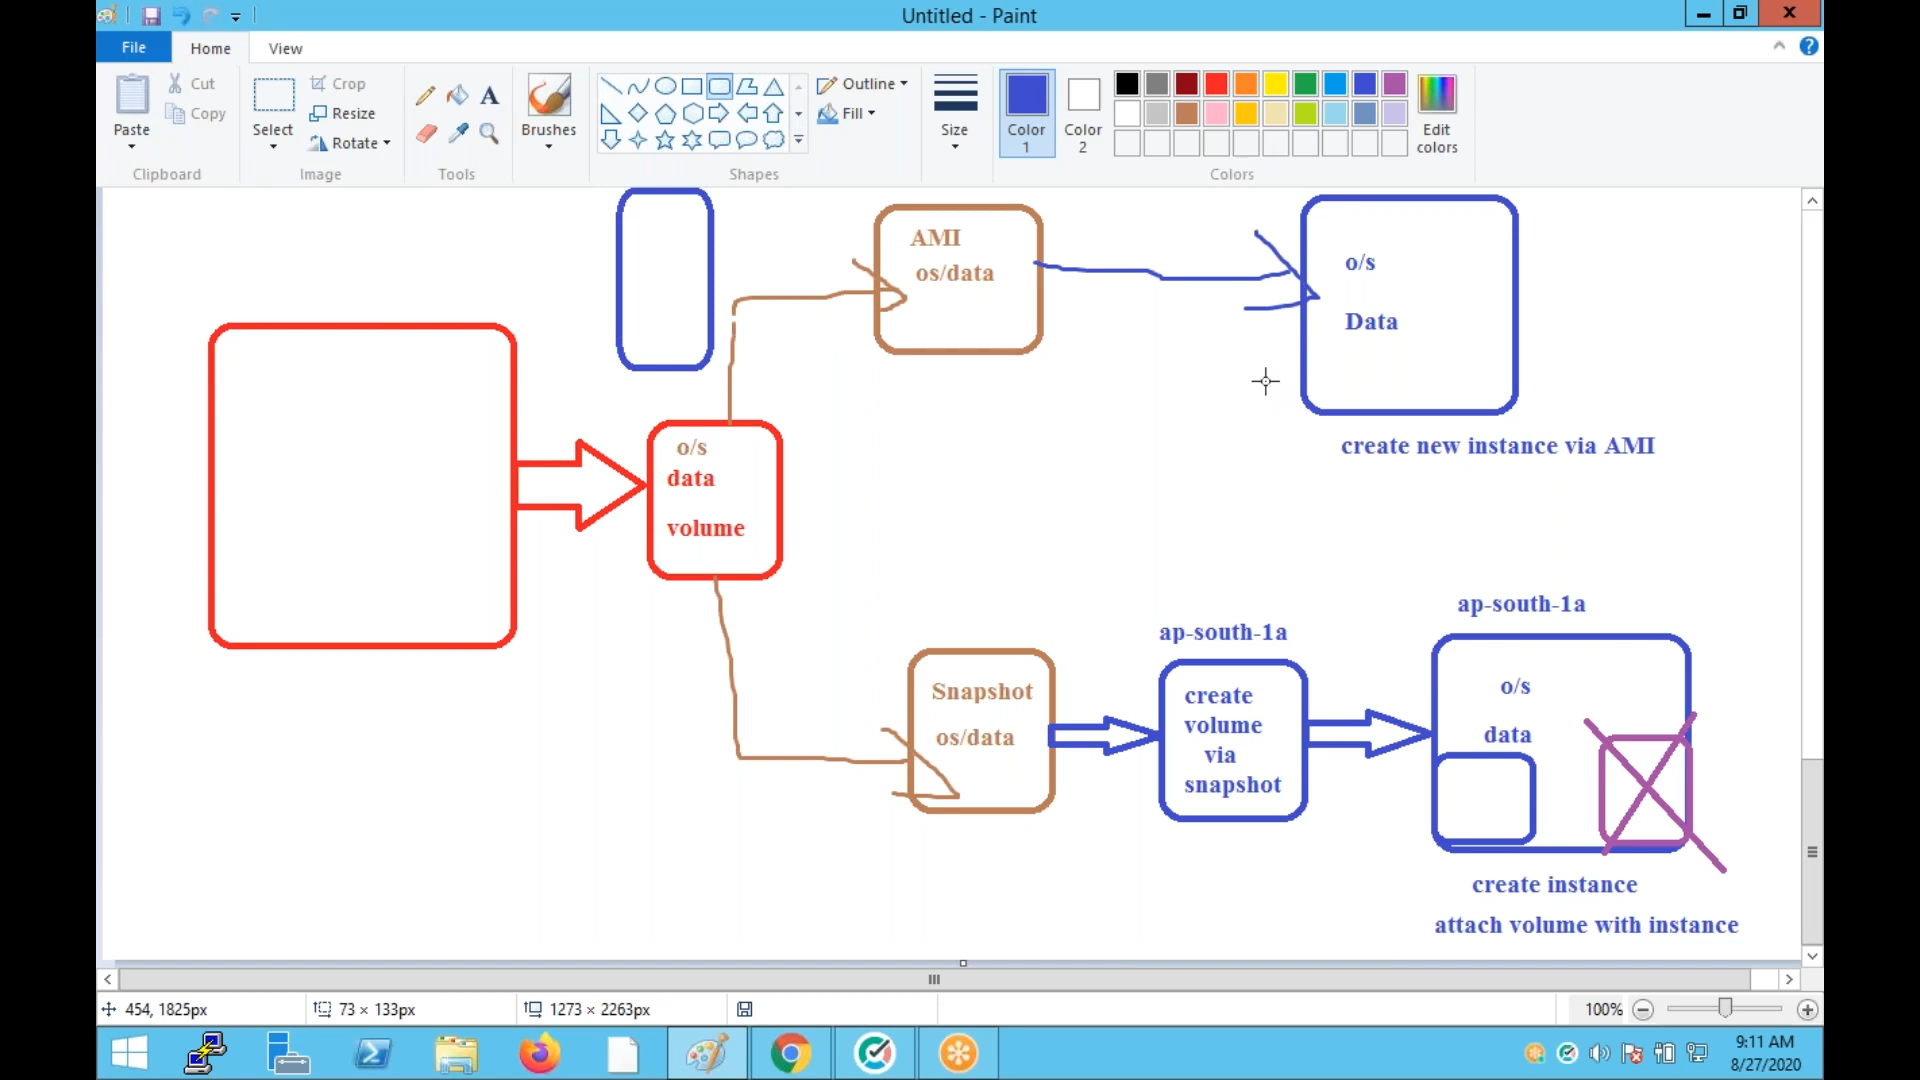 Untitled - Paint
File
Home
View
Paste
Cut
Copy
Clipboard
Select
Crop
Resize
Rotate
Image
A
Tools
Brushes
Outline
Fill
Shapes
Size
Color
1
Color
2
Edit
colors
Colors
AMI
os/data
o/s
Data
create new instance via AMI
o/s
data
volume
Snapshot
os/data
ap-south-1a
create
volume
via
snapshot
ap-south-1a
o/s
data
create instance
attach volume with instance
454, 1825px
73 × 133px
1273 × 2263px
100%
9:11 AM
8/27/2020